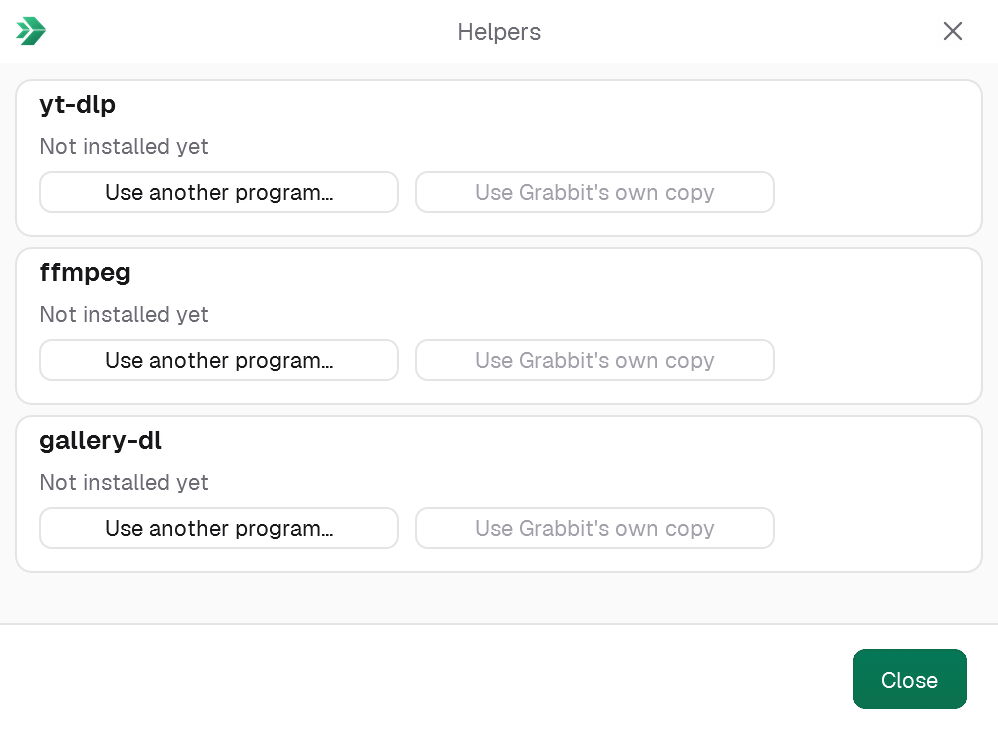 Helpers
yt-dlp
Not installed yet
Use another program...
Use Grabbit's own copy
ffmpeg
Not installed yet
Use another program...
Use Grabbit's own copy
gallery-dl
Not installed yet
Use another program...
Use Grabbit's own copy
Close